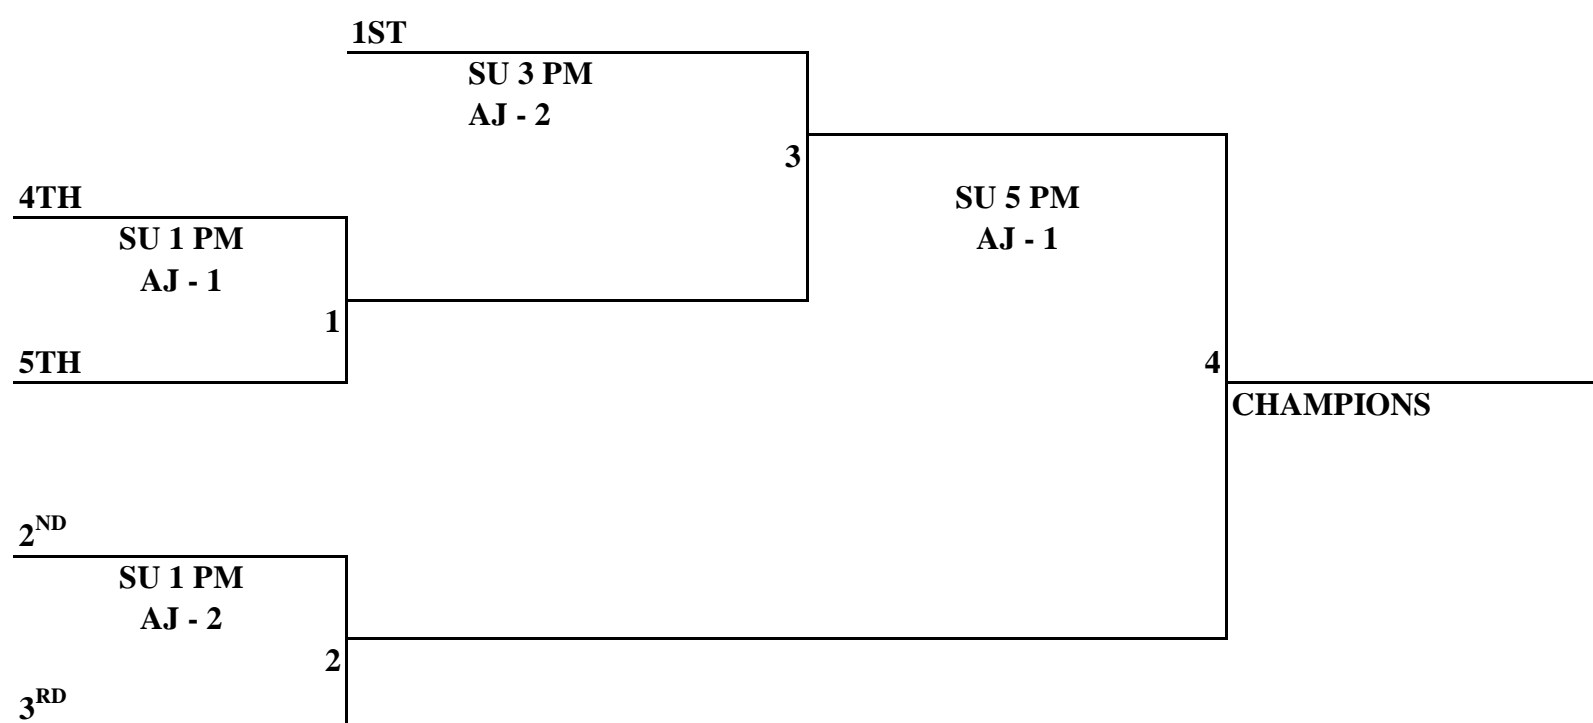 1ST
SU 3 PM
AJ - 2
3
4TH
SU 1 PM
AJ - 1
1
5TH
SU 5 PM
AJ - 1
4
CHAMPIONS
2ND
SU 1 PM
AJ - 2
2
3RD